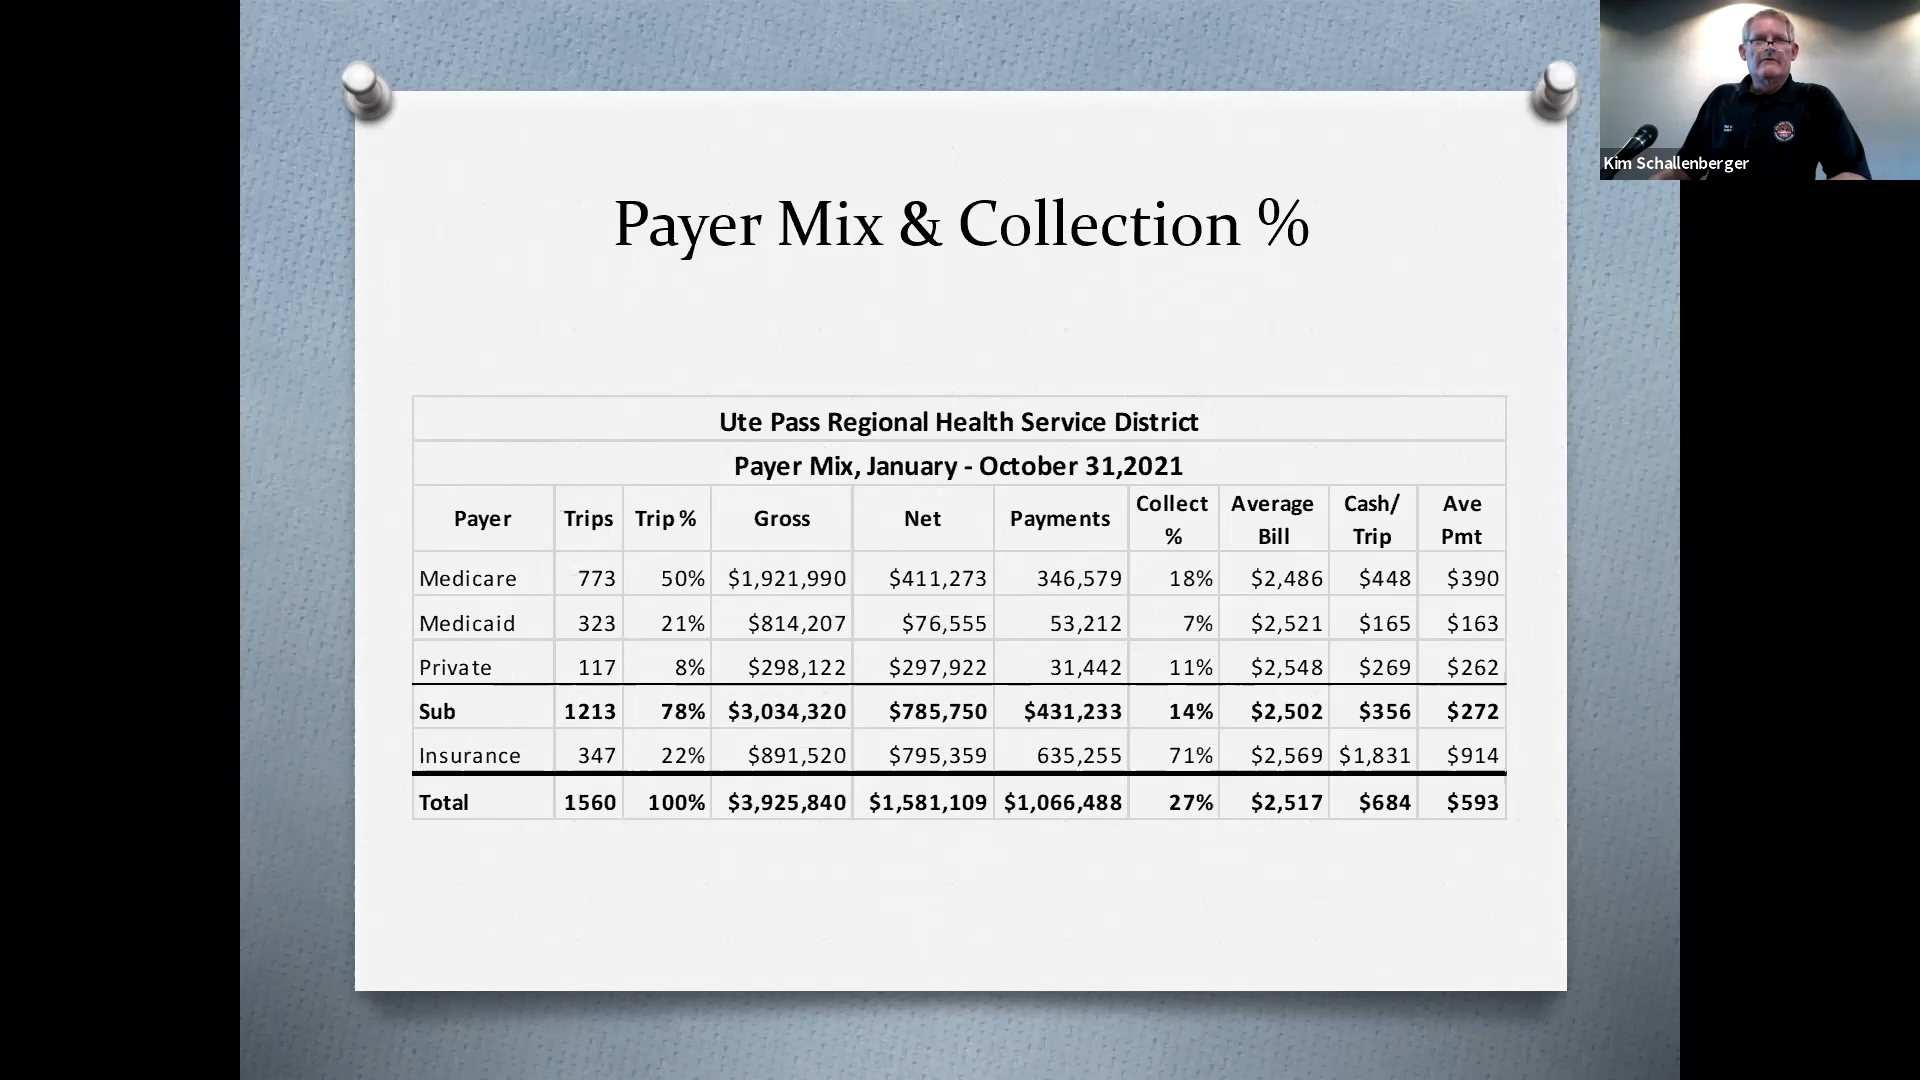 Kim Schallenberger
Payer Mix & Collection %
Ute Pass Regional Health Service District
Payer Mix, January - October 31,2021
Payer Trips Trip % Gross Net Payments Collect % Average Bill Cash/ Trip Ave Pmt
Medicare 773 50% $1,921,990 $411,273 346,579 18% $2,486 $448 $390
Medicaid 323 21% $814,207 $76,555 53,212 7% $2,521 $165 $163
Private 117 8% $298,122 $297,922 31,442 11% $2,548 $269 $262
Sub 1213 78% $3,034,320 $785,750 $431,233 14% $2,502 $356 $272
Insurance 347 22% $891,520 $795,359 635,255 71% $2,569 $1,831 $914
Total 1560 100% $3,925,840 $1,581,109 $1,066,488 27% $2,517 $684 $593